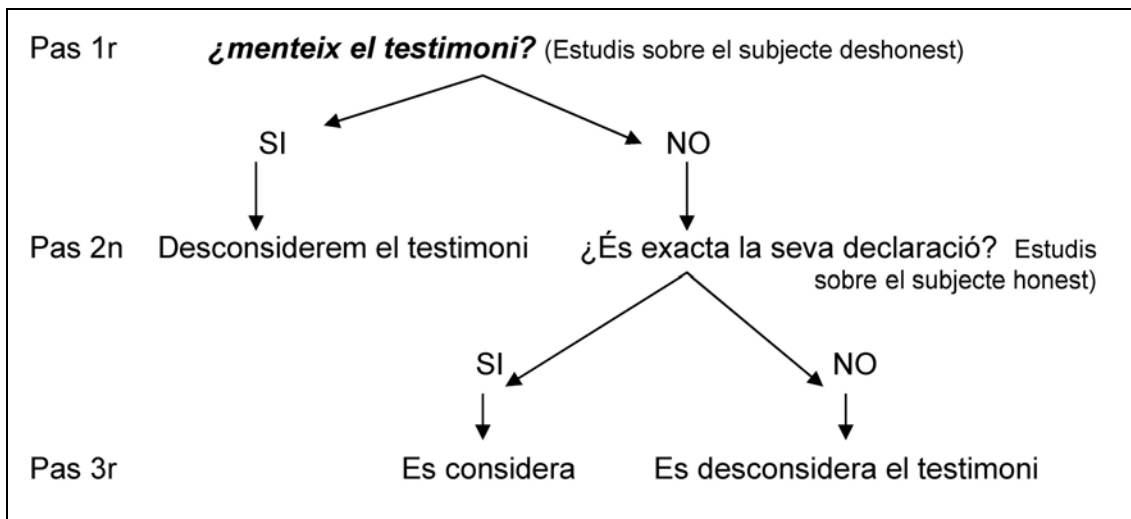 Pas 1r ¿menteix el testimoni? (Estudis sobre el subjecte deshonest)
SI NO
Pas 2n Desconsiderem el testimoni ¿És exacta la seva declaració? Estudis
sobre el subjecte honest)
SI NO
Pas 3r Es considera Es desconsidera el testimoni